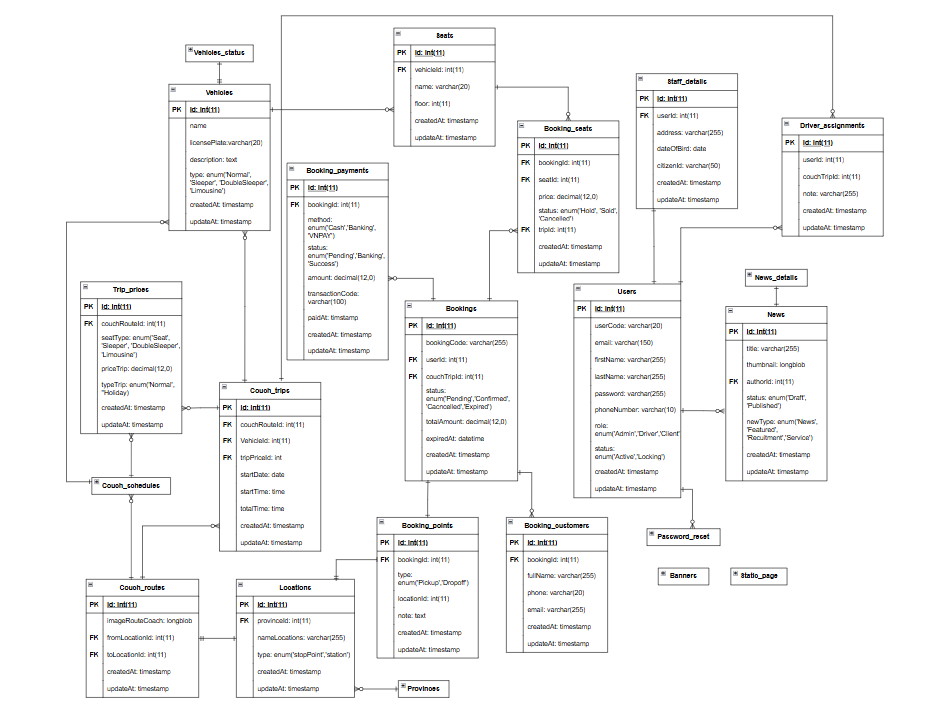 Vehicles_status
Vehicles
PK id: int(11)
name
licensePlate:varchar(20)
description: text
type: enum('Normal',
'Sleeper', 'DoubleSleeper',
'Limousine')
createdAt: timestamp
updateAt: timestamp
Seats
PK id: int(11)
FK vehicleId: int(11)
name: varchar(20)
floor: int(11)
createdAt: timestamp
updateAt: timestamp
Booking_seats
PK id: int(11)
FK bookingId: int(11)
FK seatId: int(11)
price: decimal(12,0)
status: enum('Hold', 'Sold',
'Cancelled')
FK tripId: int(11)
createdAt: timestamp
updateAt: timestamp
Staff_details
PK id: int(11)
FK userId: int(11)
address: varchar(255)
dateOfBird: date
citizenId: varchar(50)
createdAt: timestamp
updateAt: timestamp
Driver_assignments
PK id: int(11)
userId: int(11)
couchTripId: int(11)
note: varchar(255)
createdAt: timestamp
updateAt: timestamp
Booking_payments
PK id: int(11)
FK bookingId: int(11)
method:
enum('Cash','Banking',
'VNPAY')
status:
enum('Pending','Banking',
'Success')
amount: decimal(12,0)
transactionCode:
varchar(100)
paidAt: timstamp
createdAt: timestamp
updateAt: timestamp
Trip_prices
PK id: int(11)
FK couchRouteId: int(11)
seatType: enum('Seat',
'Sleeper', 'DoubleSleeper',
'Limousine')
priceTrip: decimal(12,0)
typeTrip: enum('Normal',
'Holiday)
createdAt: timestamp
updateAt: timestamp
Couch_trips
PK id: int(11)
FK couchRouteId: int(11)
FK VehicleId: int(11)
FK tripPriceId: int
startDate: date
startTime: time
totalTime: time
createdAt: timestamp
updateAt: timestamp
Bookings
PK id: int(11)
bookingCode: varchar(255)
FK userId: int(11)
FK couchTripId: int(11)
status:
enum('Pending','Confirmed',
'Cacncelled',Expired')
totalAmount: decimal(12,0)
expiredAt: datetime
createdAt: timestamp
updateAt: timestamp
Users
PK id: int(11)
userCode: varchar(20)
email: varchar(150)
firstName: varchar(255)
lastName: varchar(255)
password: varchar(255)
phoneNumber: varchar(10)
role:
enum('Admin','Driver','Client'
status:
enum('Active','Locking')
createdAt: timestamp
updateAt: timestamp
News_details
News
PK id: int(11)
title: varchar(255)
thumbnail: longblob
FK authorId: int(11)
status: enum('Draft',
'Published')
newType: enum('News',
'Featured',
'Recuitment','Service')
createdAt: timestamp
updateAt: timestamp
Couch_schedules
Couch_routes
PK id: int(11)
imageRouteCoach: longblob
FK fromLocationId: int(11)
FK toLocationId: int(11)
createdAt: timestamp
updateAt: timestamp
Locations
PK id: int(11)
FK provinceId: int(11)
nameLocations: varchar(255)
type: enum('stopPoint','station')
createdAt: timestamp
updateAt: timestamp
Booking_points
PK id: int(11)
FK bookingId: int(11)
type:
enum('Pickup','Dropoff')
locationId: int(11)
note: text
createdAt: timestamp
updateAt: timestamp
Booking_customers
PK id: int(11)
bookingId: int(11)
fullName: varchar(255)
phone: varchar(20)
email: varchar(255)
createdAt: timestamp
updateAt: timestamp
Password_reset
Banners
Static_page
Provinces